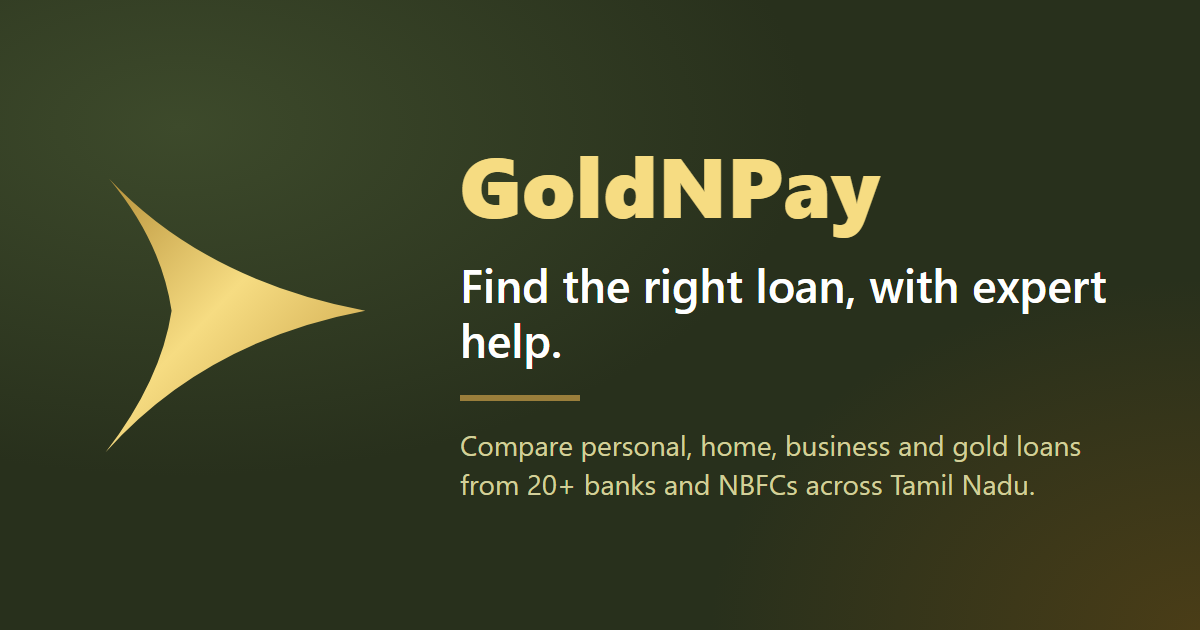 GoldNPay
Find the right loan, with expert
help.
Compare personal, home, business and gold loans
from 20+ banks and NBFCs across Tamil Nadu.